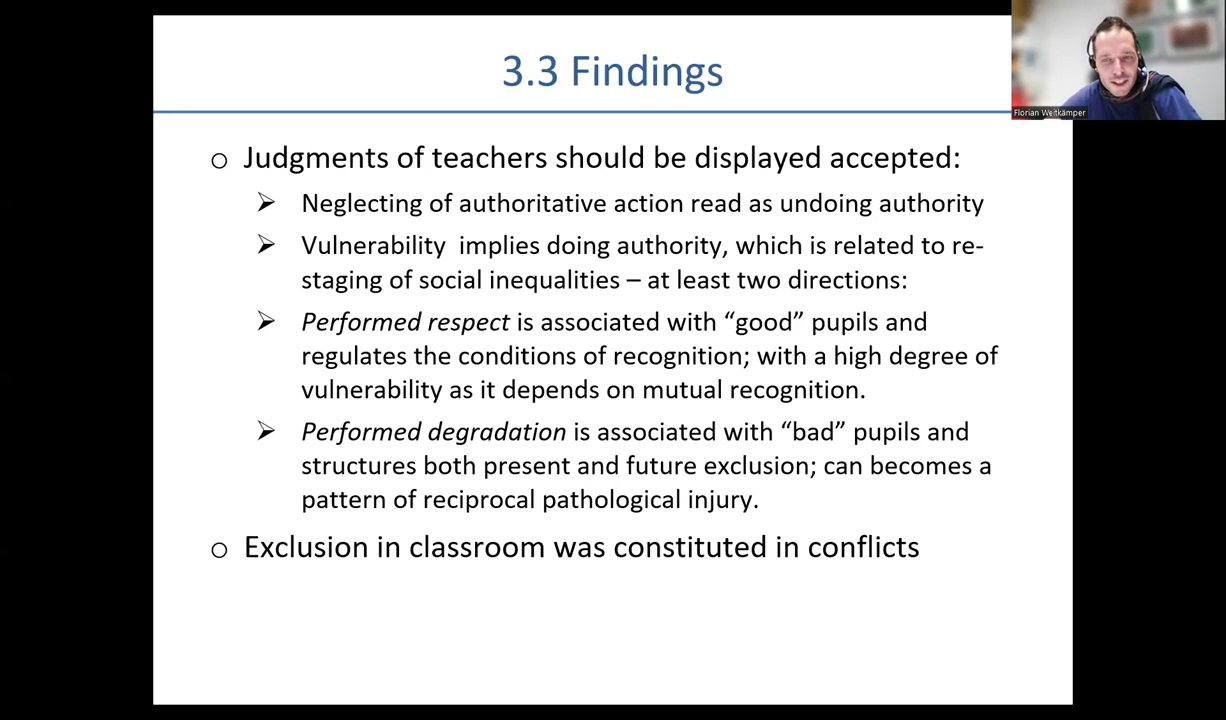 3.3 Findings
Florian Weitkämper
○ Judgments of teachers should be displayed accepted:
➢ Neglecting of authoritative action read as undoing authority
➢ Vulnerability  implies doing authority, which is related to re-
staging of social inequalities – at least two directions:
➢ Performed respect is associated with “good” pupils and
regulates the conditions of recognition; with a high degree of
vulnerability as it depends on mutual recognition.
➢ Performed degradation is associated with “bad” pupils and
structures both present and future exclusion; can becomes a
pattern of reciprocal pathological injury.
○ Exclusion in classroom was constituted in conflicts